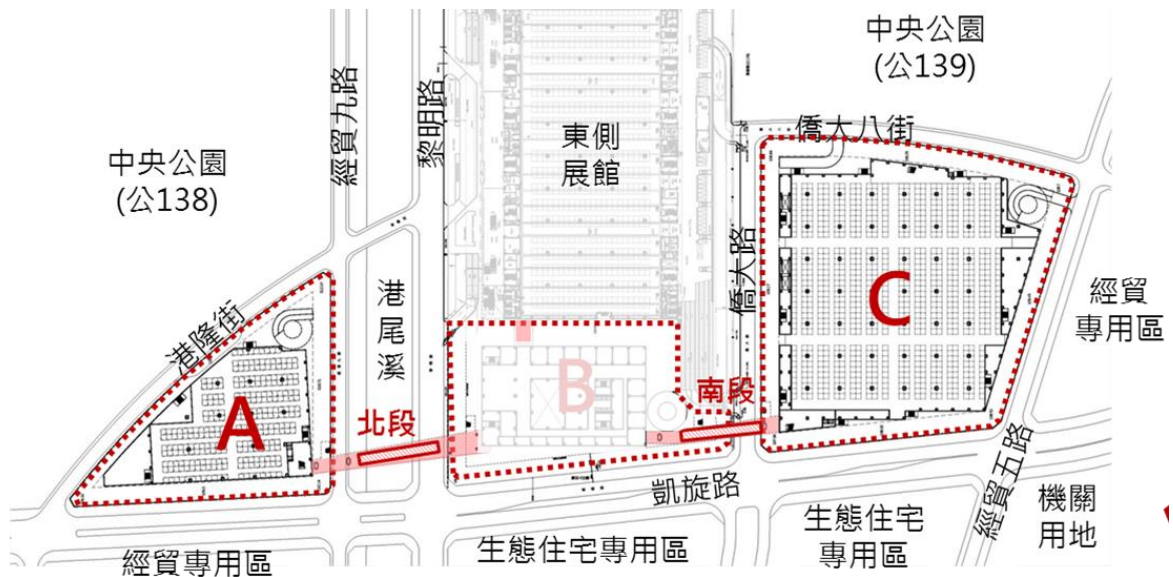 中央公園
(公139)
中央公園
(公138)
經貿九路
黎明路
東側
展館
僑大八街
僑大路
港隆街
港尾溪
A
B
C
北段
南段
經貿
專用區
凱旋路
經貿五路
機關
用地
經貿專用區
生態住宅專用區
生態住宅
專用區